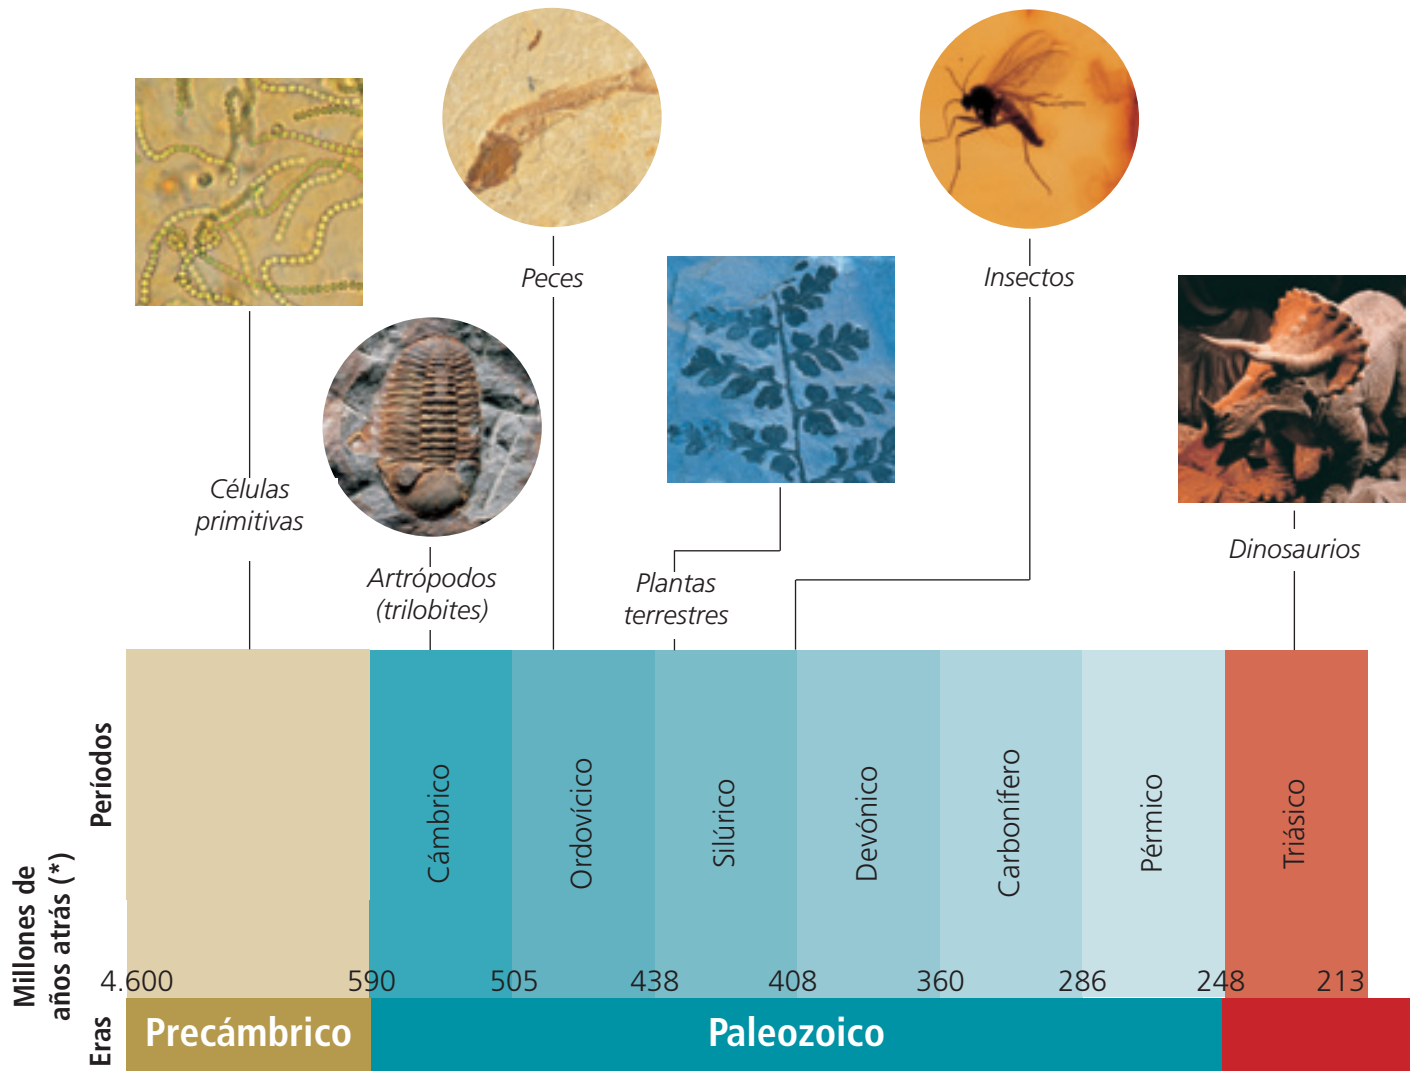 Peces
Insectos
Células
primitivas
Artrópodos
(trilobites)
Plantas
terrestres
Dinosaurios
Períodos
Cámbrico
Ordovícico
Silúrico
Devónico
Carbonífero
Pérmico
Triásico
Millones de
años atrás (*)
4.600 590 505 438 408 360 286 248 213
Eras
Precámbrico Paleozoico